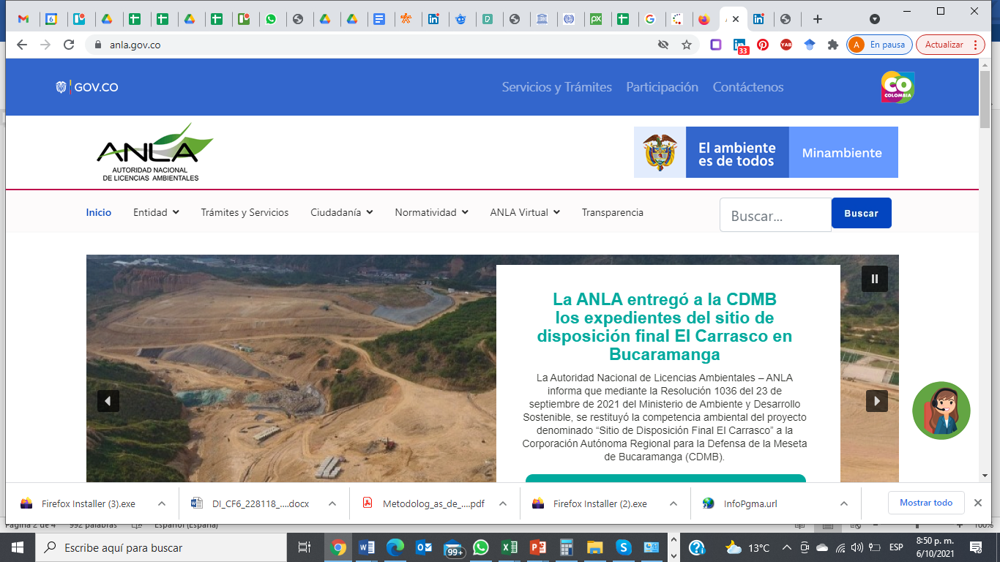 6
anla.gov.co
A
En pausa
Actualizar
33
YAB
GOV.CO
Servicios y Trámites
Participación
Contáctenos
CO
COLOMBIA
ANLA
AUTORIDAD NACIONAL
DE LICENCIAS AMBIENTALES
El ambiente
es de todos
Minambiente
Inicio
Entidad
Trámites y Servicios
Ciudadanía
Normatividad
ANLA Virtual
Transparencia
Buscar...
Buscar
La ANLA entregó a la CDMB
los expedientes del sitio de
disposición final El Carrasco en
Bucaramanga
La Autoridad Nacional de Licencias Ambientales – ANLA
informa que mediante la Resolución 1036 del 23 de
septiembre de 2021 del Ministerio de Ambiente y Desarrollo
Sostenible, se restituyó la competencia ambiental del proyecto
denominado “Sitio de Disposición Final El Carrasco” a la
Corporación Autónoma Regional para la Defensa de la Meseta
de Bucaramanga (CDMB).
Firefox Installer (3).exe
DI_CF6_228118_....docx
Metodolog_as_de_....pdf
Firefox Installer (2).exe
InfoPgma.url
Mostrar todo
Página 2 de 4
992 palabras
Español (España)
100%
Escribe aquí para buscar
99+
13°C
ESP
8:50 p. m.
6/10/2021